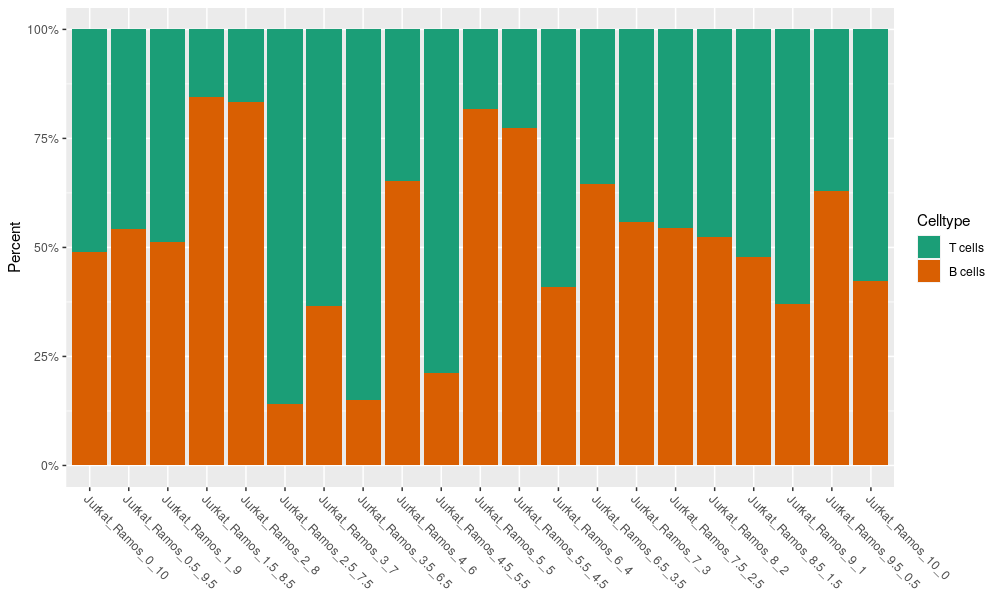 100%
75%
50%
25%
0%
Percent
Jurkat_Ramos_0_10
Jurkat_Ramos_0.5_9.5
Jurkat_Ramos_1_9
Jurkat_Ramos_1.5_8.5
Jurkat_Ramos_2_8
Jurkat_Ramos_2.5_7.5
Jurkat_Ramos_3_7
Jurkat_Ramos_3.5_6.5
Jurkat_Ramos_4_6
Jurkat_Ramos_4.5_5.5
Jurkat_Ramos_5_5
Jurkat_Ramos_5.5_4.5
Jurkat_Ramos_6_4
Jurkat_Ramos_6.5_3.5
Jurkat_Ramos_7_3
Jurkat_Ramos_7.5_2.5
Jurkat_Ramos_8_2
Jurkat_Ramos_8.5_1.5
Jurkat_Ramos_9_1
Jurkat_Ramos_9.5_0.5
Jurkat_Ramos_10_0
Celltype
T cells
B cells